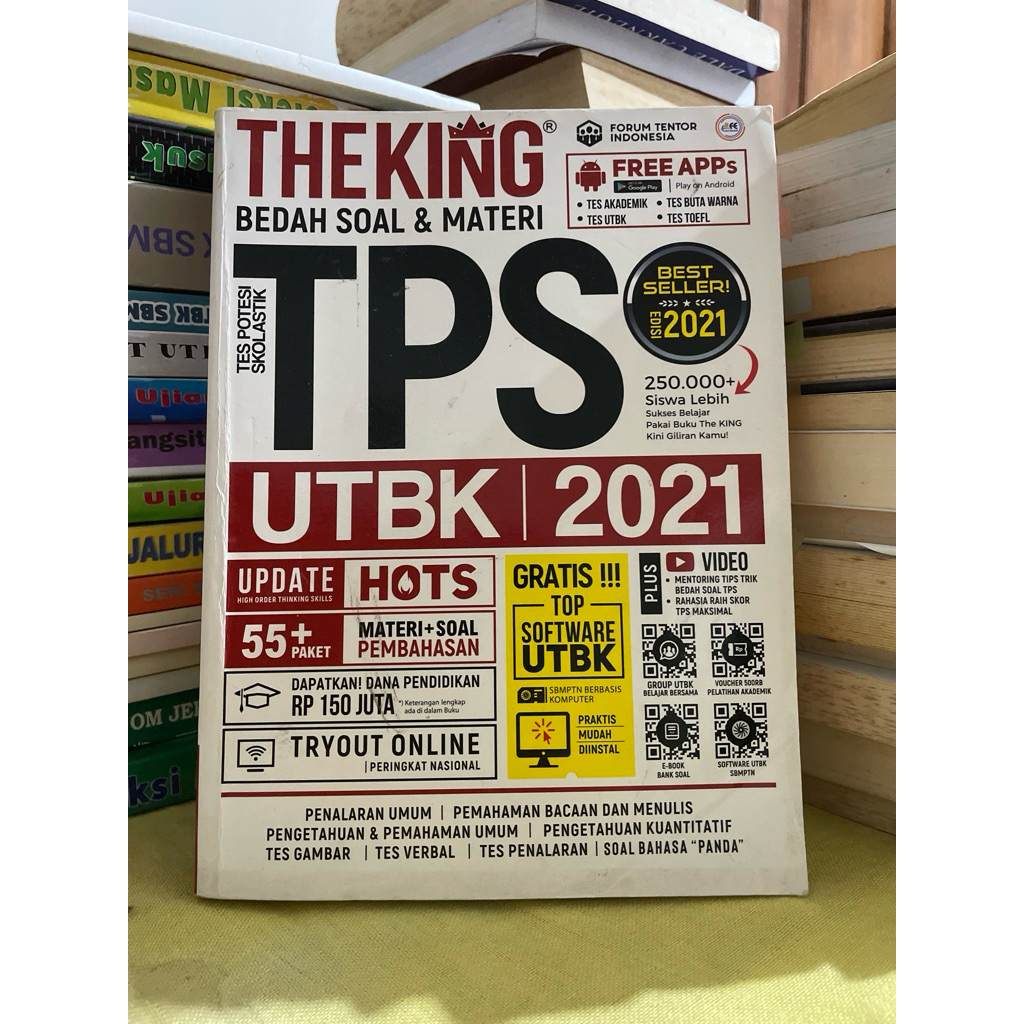 THE KING®
BEDAH SOAL & MATERI
FORUM TENTOR
INDONESIA
FREE APPs
Google Play | Play on Android
• TES AKADEMIK • TES BUTA WARNA
• TES UTBK • TES TOEFL
TES POTESI
SKOLASTIK
TPS
BEST
SELLER!
EDISI 2021
250.000+
Siswa Lebih
Sukses Belajar
Pakai Buku The KING
Kini Giliran Kamu!
UTBK | 2021
UPDATE
HIGH ORDER THINKING SKILLS
HOTS
55+
PAKET
MATERI+SOAL
PEMBAHASAN
DAPATKAN! DANA PENDIDIKAN
RP 150 JUTA
*) Keterangan lengkap
ada di dalam Buku
TRYOUT ONLINE
| PERINGKAT NASIONAL
GRATIS !!!
TOP
SOFTWARE
UTBK
SBMPTN BERBASIS
KOMPUTER
PRAKTIS
MUDAH
DIINSTAL
PLUS
VIDEO
• MENTORING TIPS TRIK
BEDAH SOAL TPS
• RAHASIA RAIH SKOR
TPS MAKSIMAL
GROUP UTBK
BELAJAR BERSAMA
VOUCHER 500RB
PELATIHAN AKADEMIK
E-BOOK
BANK SOAL
SOFTWARE UTBK
SBMPTN
PENALARAN UMUM | PEMAHAMAN BACAAN DAN MENULIS
PENGETAHUAN & PEMAHAMAN UMUM | PENGETAHUAN KUANTITATIF
TES GAMBAR | TES VERBAL | TES PENALARAN | SOAL BAHASA "PANDA"
DALE CARNEGIE
JALUR